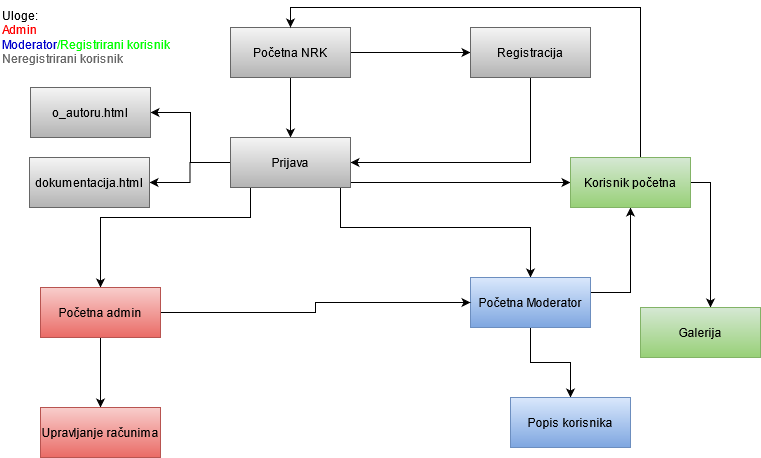 Uloge:
Admin
Moderator/Registrirani korisnik
Neregistrirani korisnik
Početna NRK
Registracija
o_autoru.html
Prijava
dokumentacija.html
Korisnik početna
Početna admin
Početna Moderator
Galerija
Upravljanje računima
Popis korisnika